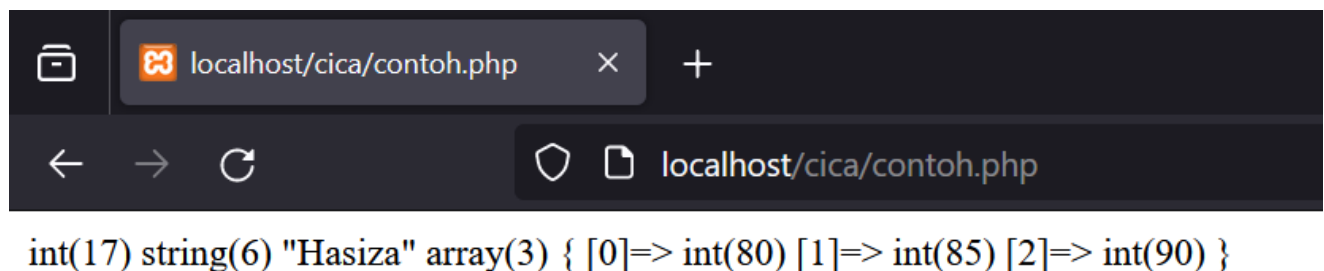 localhost/cica/contoh.php
localhost/cica/contoh.php
int(17) string(6) "Hasiza" array(3) { [0]=> int(80) [1]=> int(85) [2]=> int(90) }